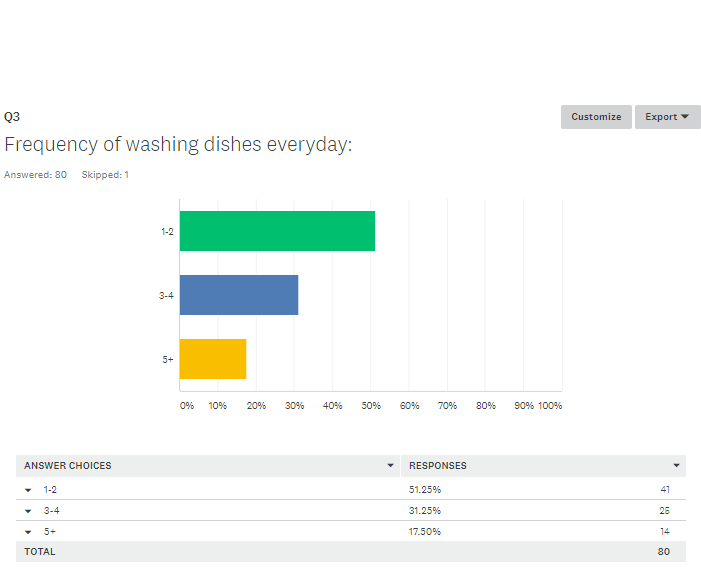 Q3
Customize
Export
Frequency of washing dishes everyday:
Answered: 80 Skipped: 1
1-2
3-4
5+
0% 10% 20% 30% 40% 50% 60% 70% 80% 90% 100%
ANSWER CHOICES RESPONSES
1-2 51.25% 41
3-4 31.25% 25
5+ 17.50% 14
TOTAL 80